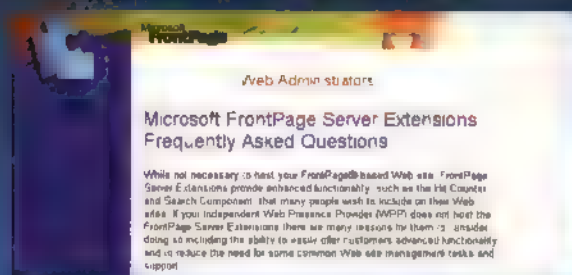 Microsoft
FrontPage
Web Administrators
Microsoft FrontPage Server Extensions
Frequently Asked Questions
While not necessary to host your FrontPage®-based Web site, FrontPage
Server Extensions provide enhanced functionality, such as the Hit Counter
and Search Component, that many people wish to include on their Web
sites. If your Independent Web Presence Provider (WPP) does not host the
FrontPage Server Extensions there are many reasons for them to consider
doing so including the ability to easily offer customers advanced functionality
and to reduce the need for some common Web site management tasks and
support